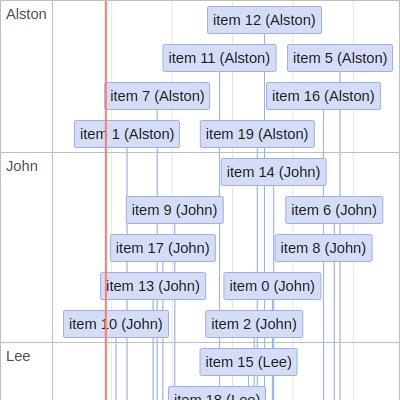 Alston
item 12 (Alston)
item 11 (Alston)
item 5 (Alston)
item 7 (Alston)
item 16 (Alston)
item 1 (Alston)
item 19 (Alston)
John
item 14 (John)
item 9 (John)
item 6 (John)
item 17 (John)
item 8 (John)
item 13 (John)
item 0 (John)
item 10 (John)
item 2 (John)
Lee
item 15 (Lee)
item 18 (Lee)